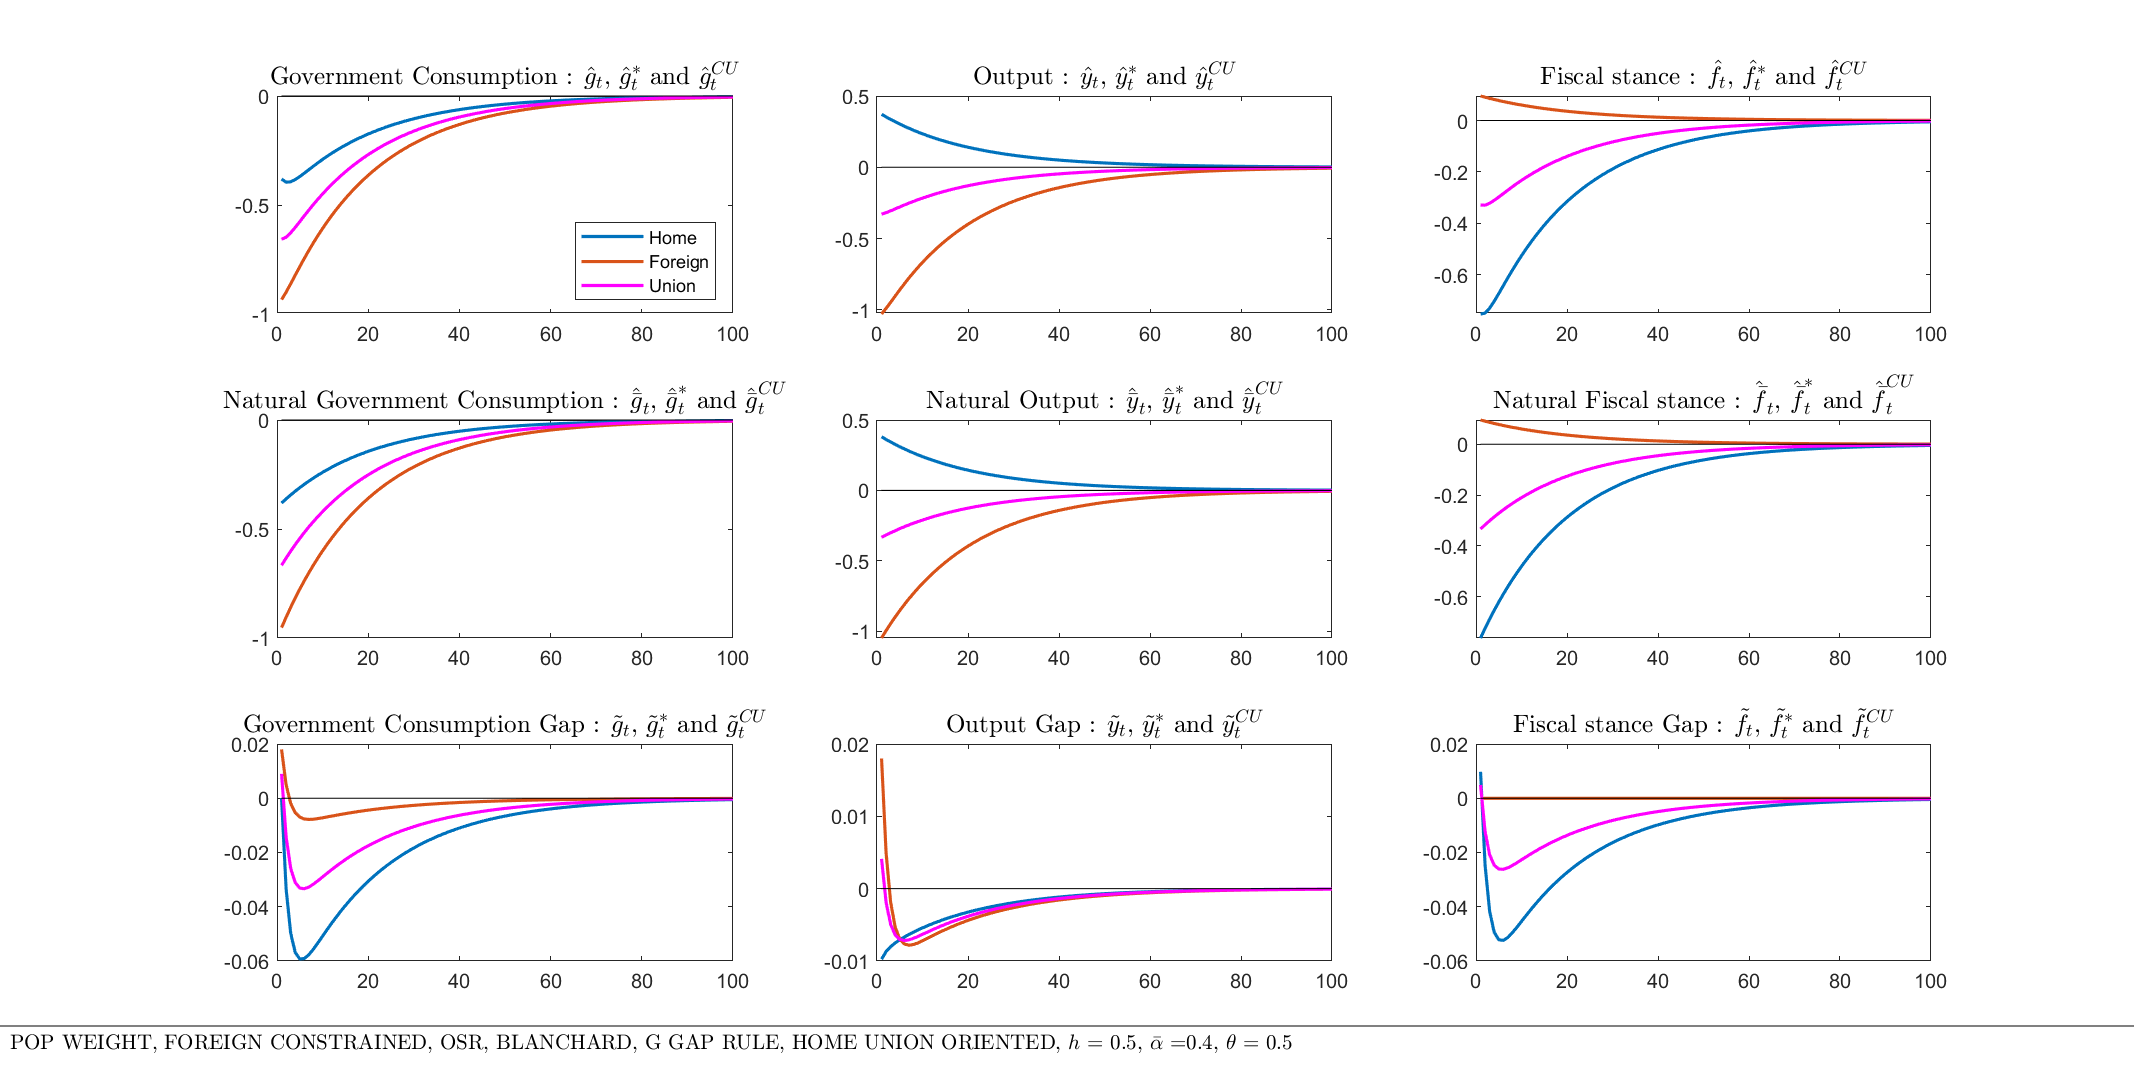 Government Consumption : ĝₜ, ĝₜ* and ĝₜᶜᵁ
Output : ŷₜ, ŷₜ* and ŷₜᶜᵁ
Fiscal stance : f̂ₜ, f̂ₜ* and f̂ₜᶜᵁ
0
-0.5
-1
0 20 40 60 80 100
Home
Foreign
Union
0.5
0
-0.5
-1
0 20 40 60 80 100
0
-0.2
-0.4
-0.6
0 20 40 60 80 100
Natural Government Consumption : ĝ̄ₜ, ĝ̄ₜ* and ĝ̄ₜᶜᵁ
Natural Output : ŷ̄ₜ, ŷ̄ₜ* and ŷ̄ₜᶜᵁ
Natural Fiscal stance : f̄̂ₜ, f̄̂ₜ* and f̄̂ₜᶜᵁ
0
-0.5
-1
0 20 40 60 80 100
0.5
0
-0.5
-1
0 20 40 60 80 100
0
-0.2
-0.4
-0.6
0 20 40 60 80 100
Government Consumption Gap : g̃ₜ, g̃ₜ* and g̃ₜᶜᵁ
Output Gap : ỹₜ, ỹₜ* and ỹₜᶜᵁ
Fiscal stance Gap : f̃ₜ, f̃ₜ* and f̃ₜᶜᵁ
0.02
0
-0.02
-0.04
-0.06
0 20 40 60 80 100
0.02
0.01
0
-0.01
0 20 40 60 80 100
0.02
0
-0.02
-0.04
-0.06
0 20 40 60 80 100
POP WEIGHT, FOREIGN CONSTRAINED, OSR, BLANCHARD, G GAP RULE, HOME UNION ORIENTED, h = 0.5, ᾱ =0.4, θ = 0.5